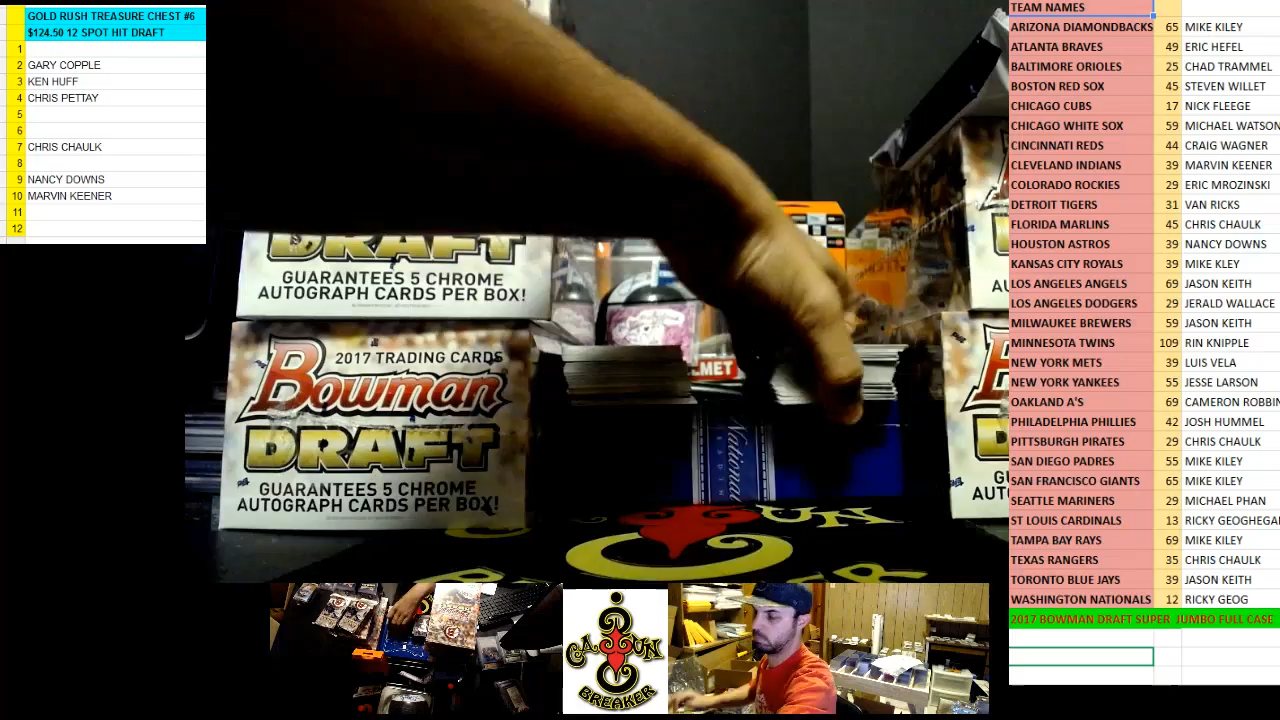 GOLD RUSH TREASURE CHEST #6
$124.50 12 SPOT HIT DRAFT
1
2 GARY COPPLE
3 KEN HUFF
4 CHRIS PETTAY
5
6
7 CHRIS CHAULK
8
9 NANCY DOWNS
10 MARVIN KEENER
11
12
DRAFT
GUARANTEES 5 CHROME
AUTOGRAPH CARDS PER BOX!
2017 TRADING CARDS
Bowman
DRAFT
GUARANTEES 5 CHROME
AUTOGRAPH CARDS PER BOX!
National
CAJUN
BREAKER
TEAM NAMES
ARIZONA DIAMONDBACKS 65 MIKE KILEY
ATLANTA BRAVES 49 ERIC HEFEL
BALTIMORE ORIOLES 25 CHAD TRAMMEL
BOSTON RED SOX 45 STEVEN WILLET
CHICAGO CUBS 17 NICK FLEEGE
CHICAGO WHITE SOX 59 MICHAEL WATSON
CINCINNATI REDS 44 CRAIG WAGNER
CLEVELAND INDIANS 39 MARVIN KEENER
COLORADO ROCKIES 29 ERIC MROZINSKI
DETROIT TIGERS 31 VAN RICKS
FLORIDA MARLINS 45 CHRIS CHAULK
HOUSTON ASTROS 39 NANCY DOWNS
KANSAS CITY ROYALS 39 MIKE KLEY
LOS ANGELES ANGELS 69 JASON KEITH
LOS ANGELES DODGERS 29 JERALD WALLACE
MILWAUKEE BREWERS 59 JASON KEITH
MINNESOTA TWINS 109 RIN KNIPPLE
NEW YORK METS 39 LUIS VELA
NEW YORK YANKEES 55 JESSE LARSON
OAKLAND A'S 69 CAMERON ROBBIN
PHILADELPHIA PHILLIES 42 JOSH HUMMEL
PITTSBURGH PIRATES 29 CHRIS CHAULK
SAN DIEGO PADRES 55 MIKE KILEY
SAN FRANCISCO GIANTS 65 MIKE KILEY
SEATTLE MARINERS 29 MICHAEL PHAN
ST LOUIS CARDINALS 13 RICKY GEOGHEGA
TAMPA BAY RAYS 69 MIKE KILEY
TEXAS RANGERS 35 CHRIS CHAULK
TORONTO BLUE JAYS 39 JASON KEITH
WASHINGTON NATIONALS 12 RICKY GEOG
2017 BOWMAN DRAFT SUPER JUMBO FULL CASE